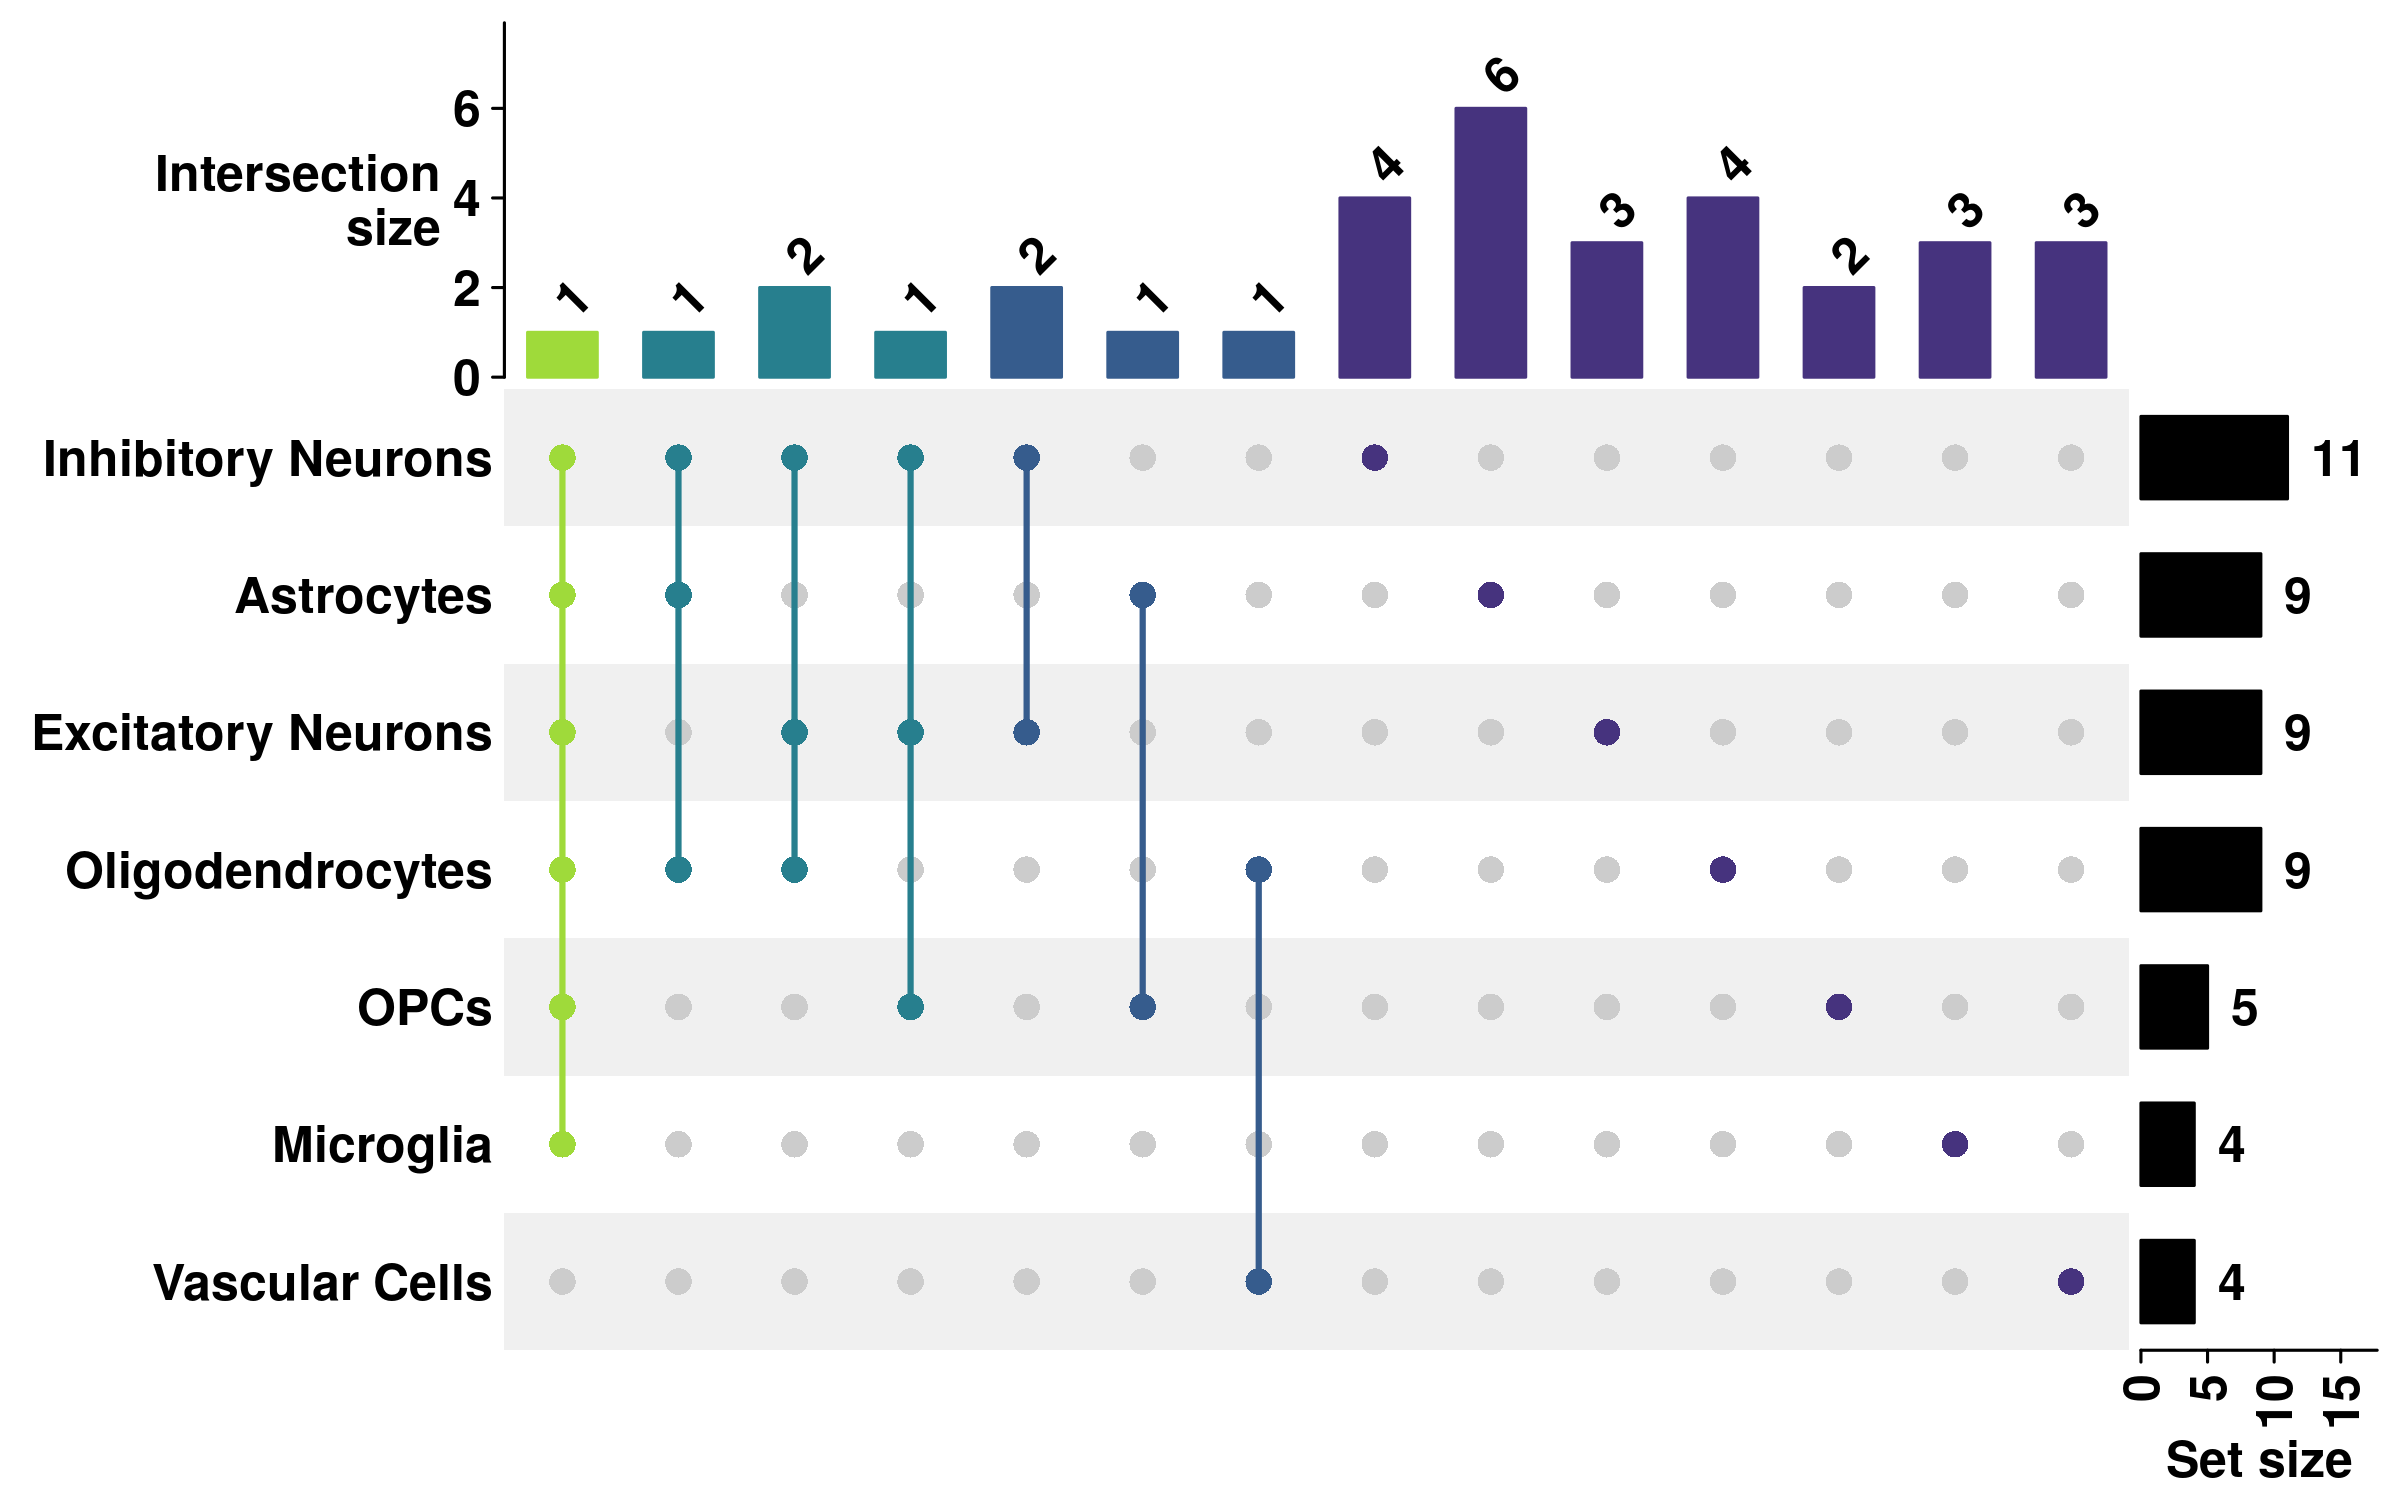 Intersection
size
6
4
2
0
1 1 2 1 2 1 1 4 6 3 4 2 3 3
Inhibitory Neurons 11
Astrocytes 9
Excitatory Neurons 9
Oligodendrocytes 9
OPCs 5
Microglia 4
Vascular Cells 4
0 5 10 15
Set size